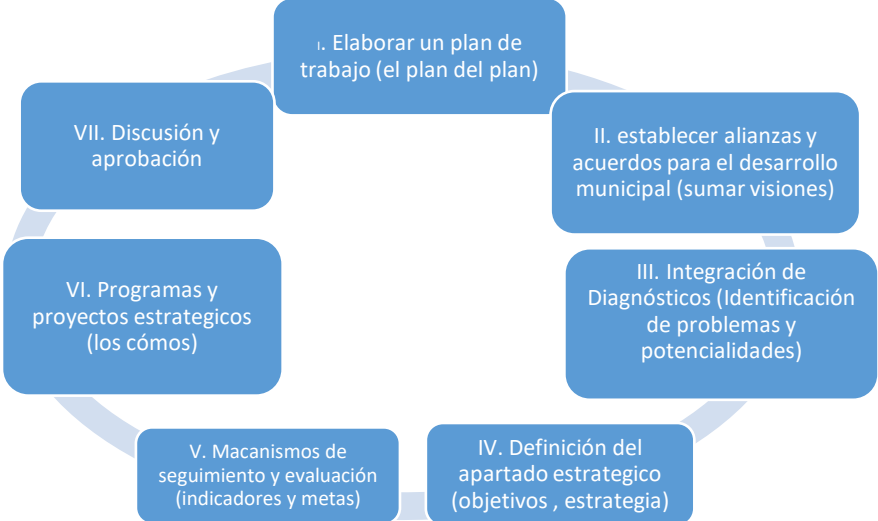 I. Elaborar un plan de
trabajo (el plan del plan)
II. establecer alianzas y
acuerdos para el desarrollo
municipal (sumar visiones)
III. Integración de
Diagnósticos (Identificación
de problemas y
potencialidades)
IV. Definición del
apartado estrategico
(objetivos , estrategia)
V. Macanismos de
seguimiento y evaluación
(indicadores y metas)
VI. Programas y
proyectos estrategicos
(los cómos)
VII. Discusión y
aprobación